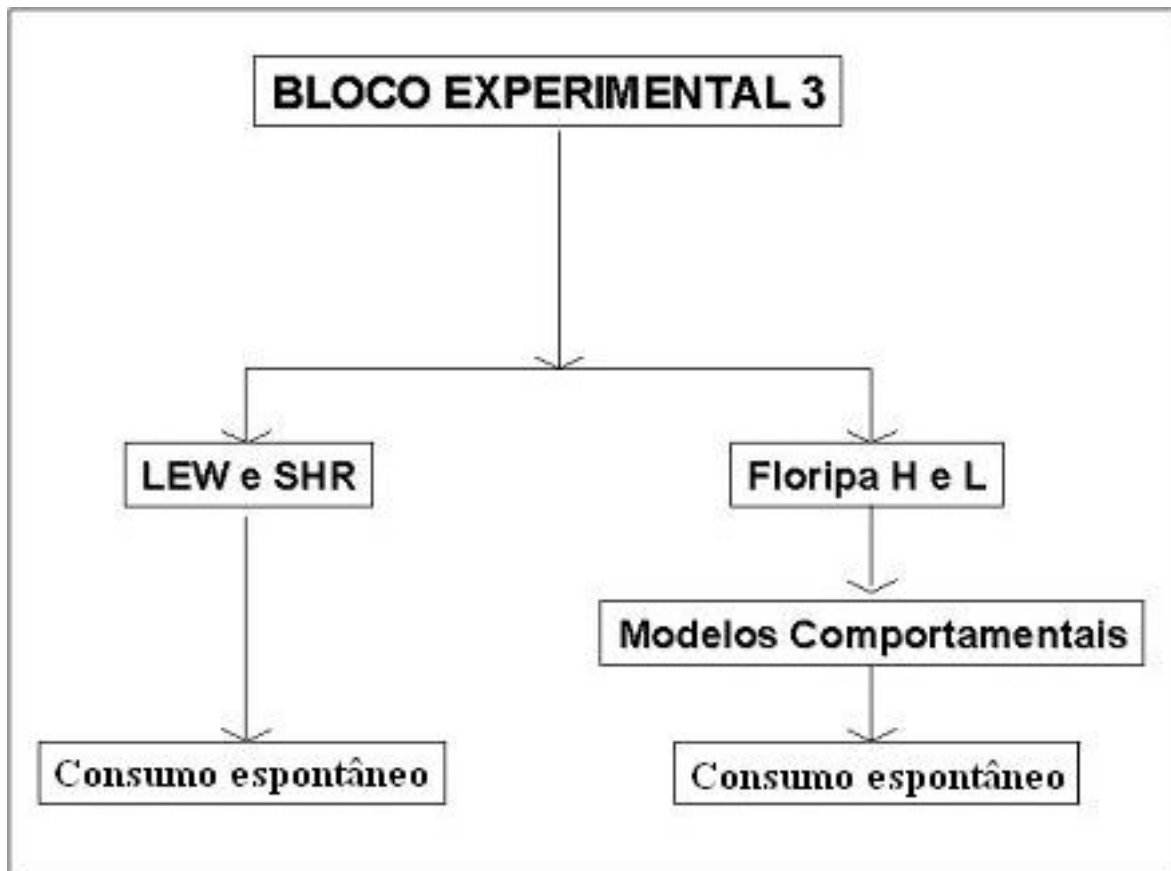 BLOCO EXPERIMENTAL 3
LEW e SHR
Floripa H e L
Modelos Comportamentais
Consumo espontâneo
Consumo espontâneo